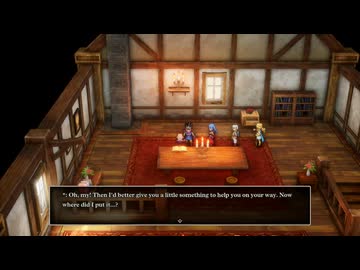 *: Oh, my! Then I'd better give you a little something to help you on your way. Now
where did I put it...?